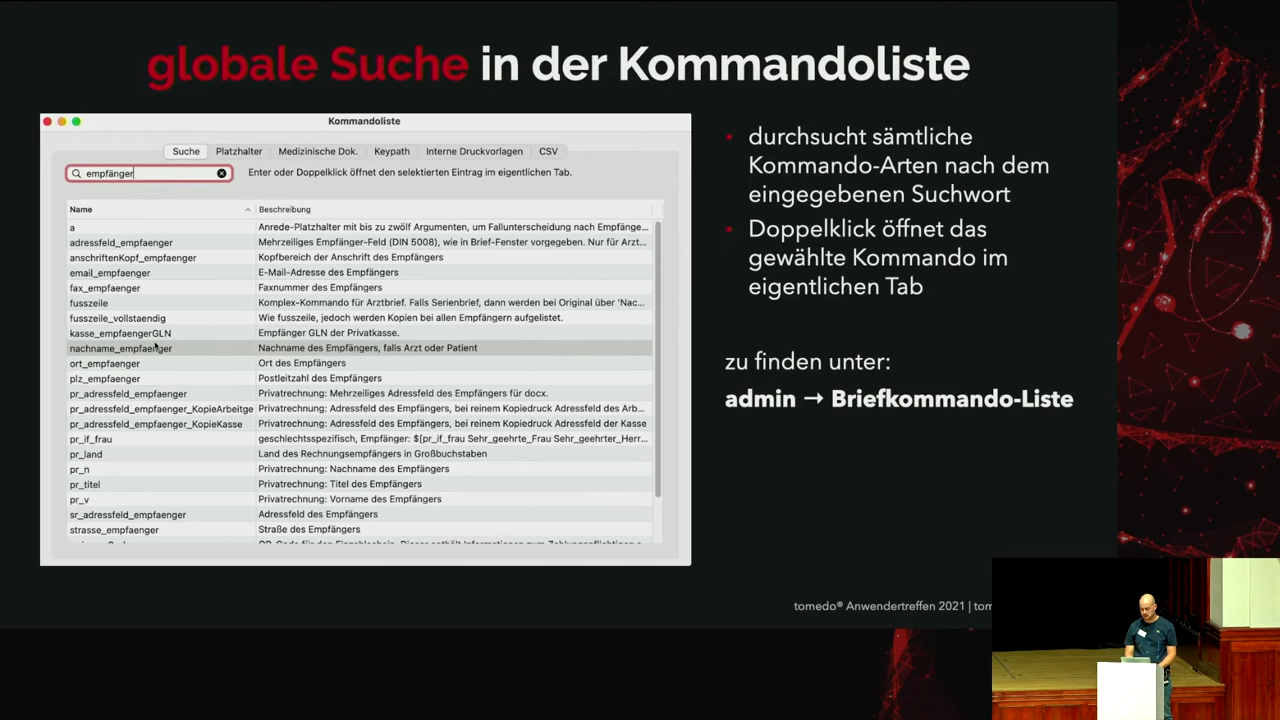 globale Suche in der Kommandoliste
Kommandoliste
Suche Platzhalter Medizinische Dok. Keypath Interne Druckvorlagen CSV
empfänger Enter oder Doppelklick öffnet den selektierten Eintrag im eigentlichen Tab.
Name Beschreibung
a Anrede-Platzhalter mit bis zu zwölf Argumenten, um Fallunterscheidung nach Empfänge...
adressfeld_empfaenger Mehrzeiliges Empfänger-Feld (DIN 5008), wie in Brief-Fenster vorgegeben. Nur für Arzt...
anschriftenKopf_empfaenger Kopfbereich der Anschrift des Empfängers
email_empfaenger E-Mail-Adresse des Empfängers
fax_empfaenger Faxnummer des Empfängers
fusszeile Komplex-Kommando für Arztbrief. Falls Serienbrief, dann werden bei Original über 'Nac...
fusszeile_vollstaendig Wie fusszeile, jedoch werden Kopien bei allen Empfängern aufgelistet.
kasse_empfaengerGLN Empfänger GLN der Privatkasse.
nachname_empfaenger Nachname des Empfängers, falls Arzt oder Patient
ort_empfaenger Ort des Empfängers
plz_empfaenger Postleitzahl des Empfängers
pr_adressfeld_empfaenger Privatrechnung: Mehrzeiliges Adressfeld des Empfängers für docx.
pr_adressfeld_empfaenger_KopieArbeitge Privatrechnung: Adressfeld des Empfängers, bei reinem Kopiedruck Adressfeld des Arb...
pr_adressfeld_empfaenger_KopieKasse Privatrechnung: Adressfeld des Empfängers, bei reinem Kopiedruck Adressfeld der Kasse
pr_if_frau geschlechtsspezifisch, Empfänger: $[pr_if_frau Sehr_geehrte_Frau Sehr_geehrter_Herr...
pr_land Land des Rechnungsempfängers in Großbuchstaben
pr_n Privatrechnung: Nachname des Empfängers
pr_titel Privatrechnung: Titel des Empfängers
pr_v Privatrechnung: Vorname des Empfängers
sr_adressfeld_empfaenger Adressfeld des Empfängers
strasse_empfaenger Straße des Empfängers
• durchsucht sämtliche
Kommando-Arten nach dem
eingegebenen Suchwort
• Doppelklick öffnet das
gewählte Kommando im
eigentlichen Tab
zu finden unter:
admin → Briefkommando-Liste
tomedo® Anwendertreffen 2021 | tom